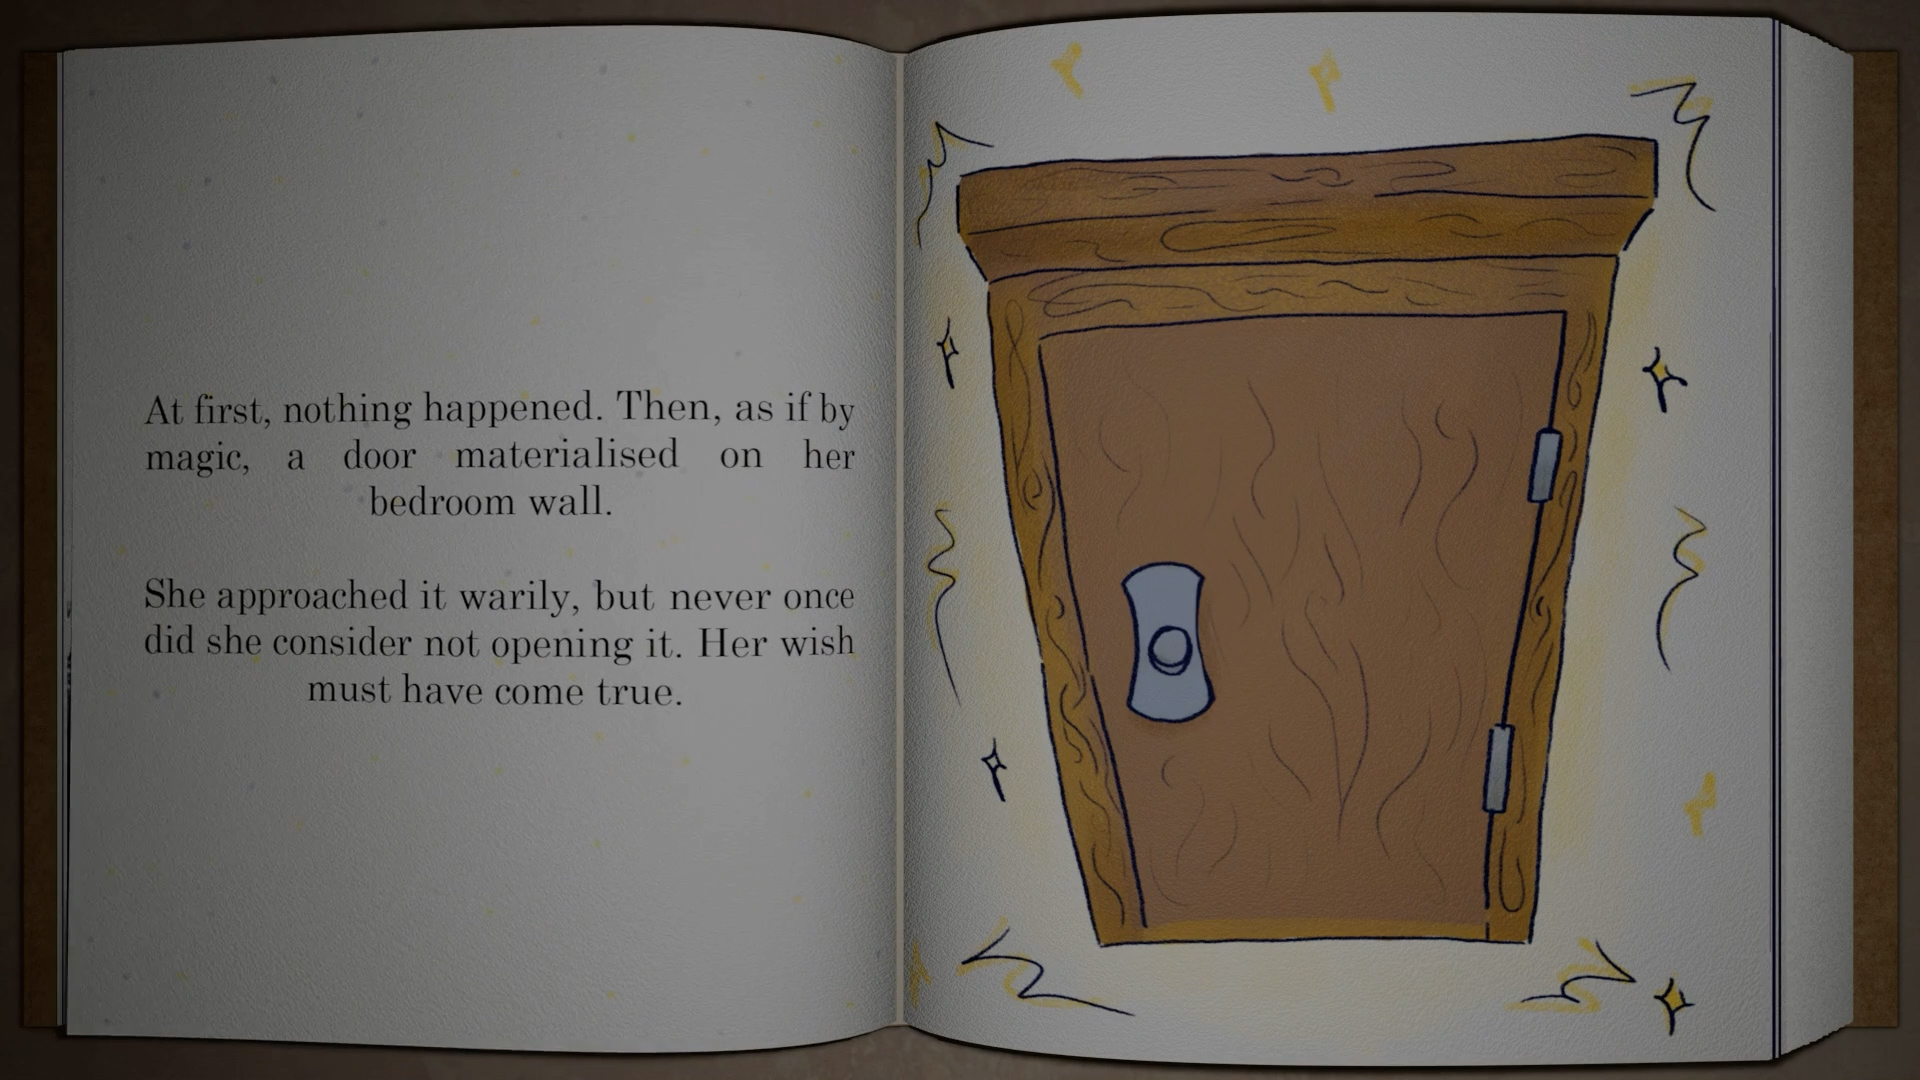 At first, nothing happened. Then, as if by
magic, a door materialised on her
bedroom wall.
She approached it warily, but never once
did she consider not opening it. Her wish
must have come true.